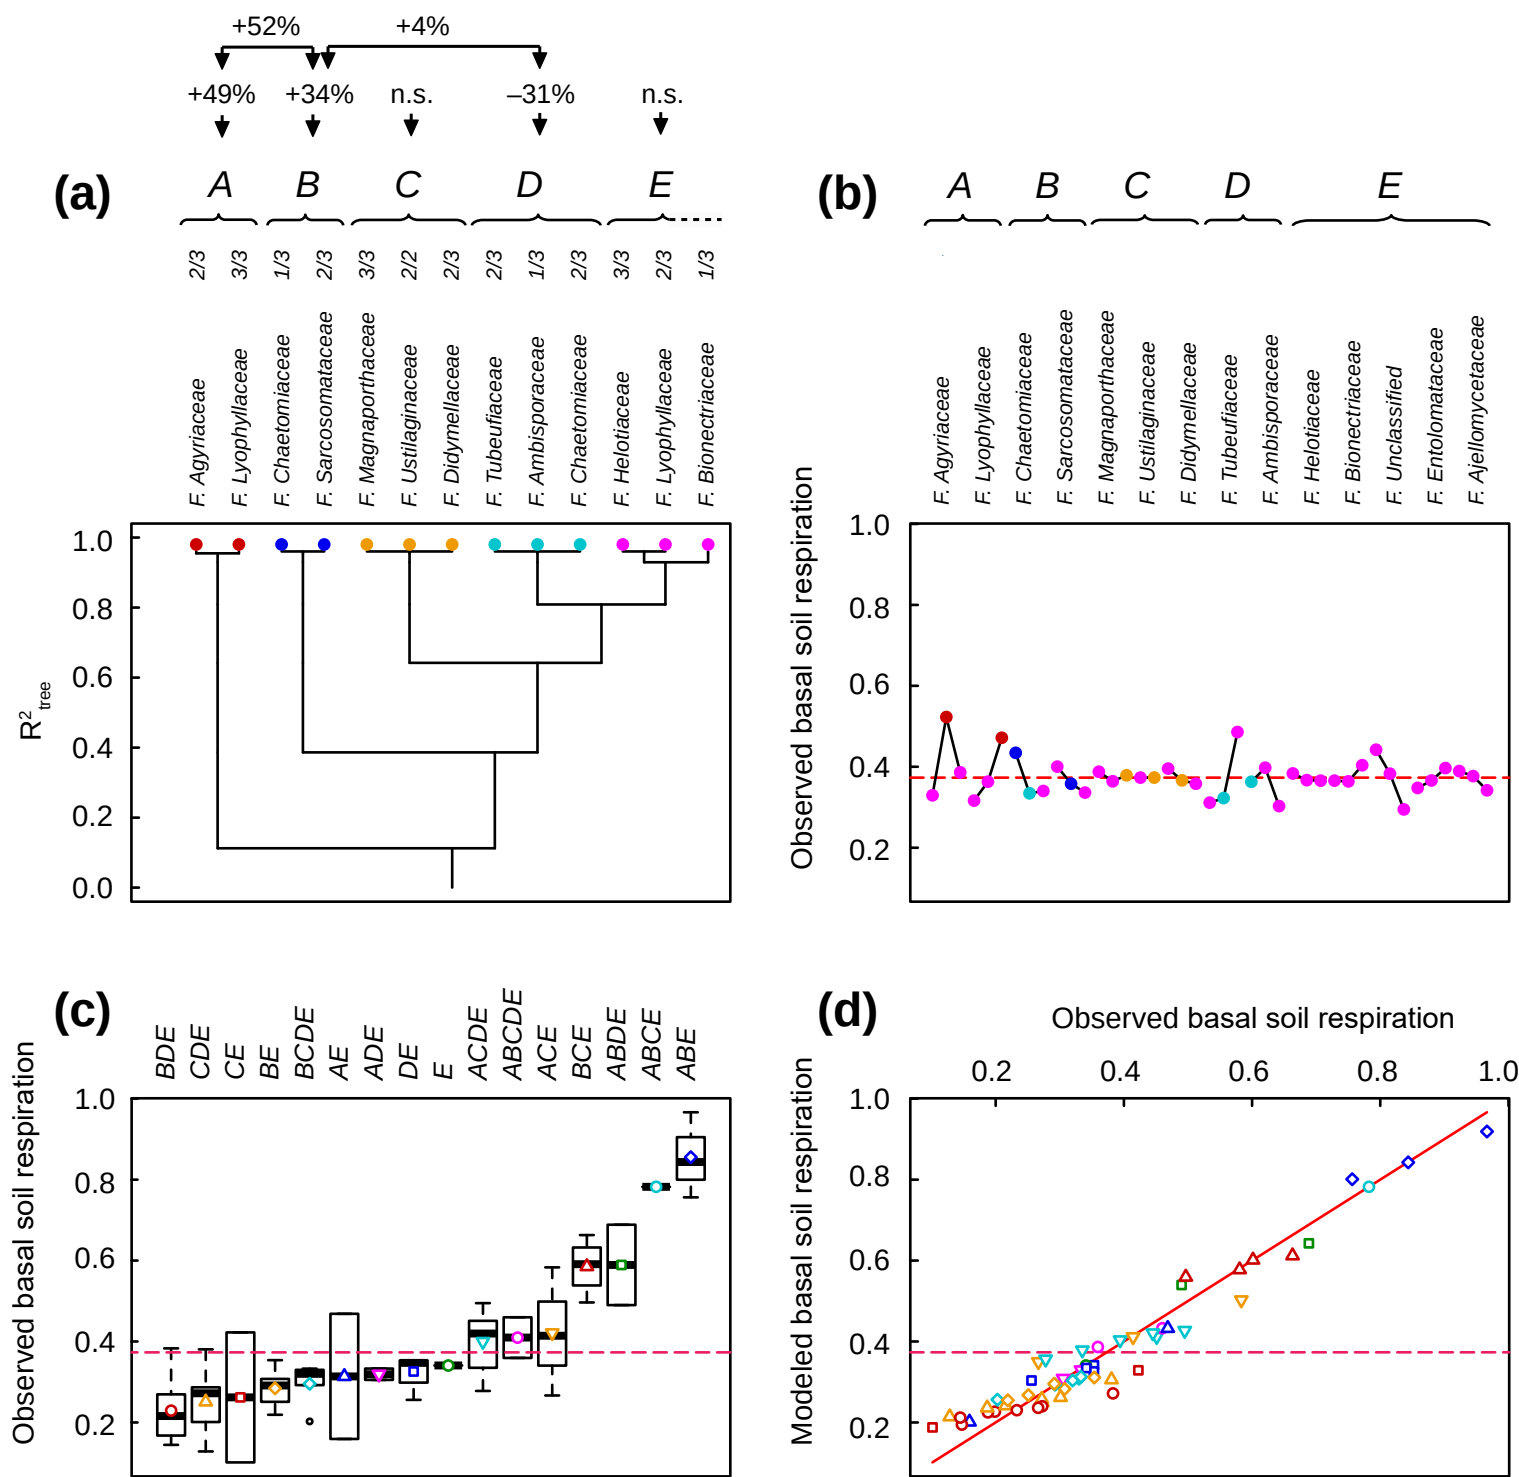 +52%
+4%
+49%
+34%
n.s.
–31%
n.s.
(a)
A
B
C
D
E
2/3
3/3
1/3
2/3
3/3
2/2
2/3
2/3
1/3
2/3
3/3
2/3
1/3
F. Agyriaceae
F. Lyophyllaceae
F. Chaetomiaceae
F. Sarcosomataceae
F. Magnaporthaceae
F. Ustilaginaceae
F. Didymellaceae
F. Tubeufiaceae
F. Ambisporaceae
F. Chaetomiaceae
F. Helotiaceae
F. Lyophyllaceae
F. Bionectriaceae
R²tree
1.0
0.8
0.6
0.4
0.2
0.0
(b)
A
B
C
D
E
F. Agyriaceae
F. Lyophyllaceae
F. Chaetomiaceae
F. Sarcosomataceae
F. Magnaporthaceae
F. Ustilaginaceae
F. Didymellaceae
F. Tubeufiaceae
F. Ambisporaceae
F. Helotiaceae
F. Bionectriaceae
F. Unclassified
F. Entolomataceae
F. Ajellomycetaceae
Observed basal soil respiration
1.0
0.8
0.6
0.4
0.2
(c)
BDE
CDE
CE
BE
BCDE
AE
ADE
DE
E
ACDE
ABCDE
ACE
BCE
ABDE
ABCE
ABE
Observed basal soil respiration
1.0
0.8
0.6
0.4
0.2
(d)
Observed basal soil respiration
0.2
0.4
0.6
0.8
1.0
Modeled basal soil respiration
1.0
0.8
0.6
0.4
0.2